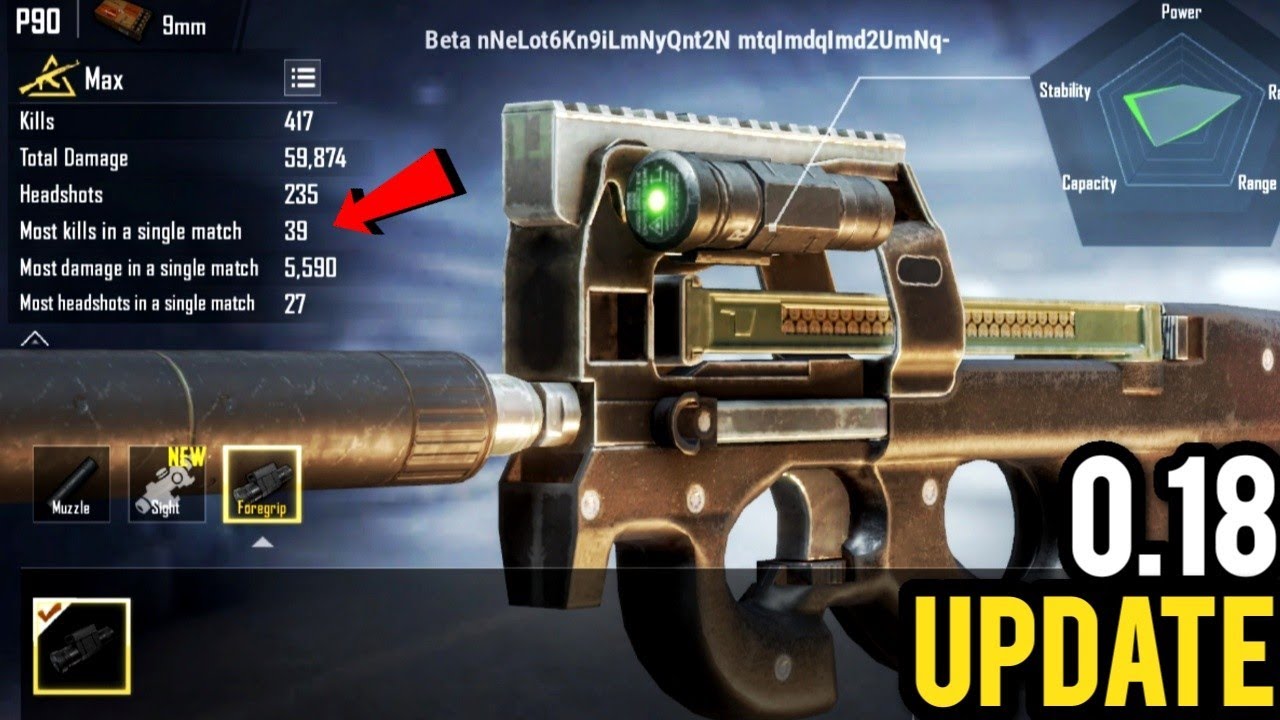 P90
9mm
Beta nNeLot6Kn9iLmNyQnt2N mtqImdqImd2UmNq-
Max
Kills 417
Total Damage 59,874
Headshots 235
Most kills in a single match 39
Most damage in a single match 5,590
Most headshots in a single match 27
Power
Stability
Capacity
Range
Muzzle
NEW
Sight
Foregrip
0.18
UPDATE